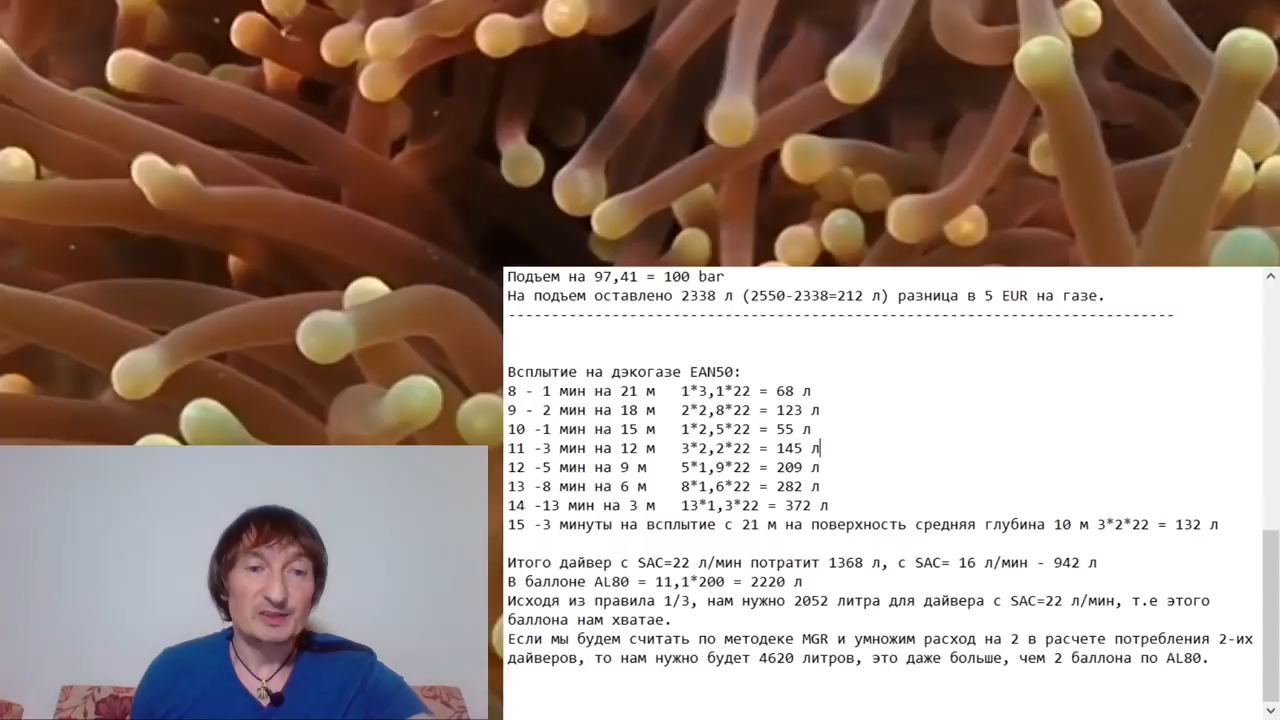 Подъем на 97,41 = 100 bar
На подъем оставлено 2338 л (2550-2338=212 л) разница в 5 EUR на газе.
-----------------------------------------------------------------------------
Всплытие на дэкогазе EAN50:
8 - 1 мин на 21 м 1*3,1*22 = 68 л
9 - 2 мин на 18 м 2*2,8*22 = 123 л
10 -1 мин на 15 м 1*2,5*22 = 55 л
11 -3 мин на 12 м 3*2,2*22 = 145 л
12 -5 мин на 9 м 5*1,9*22 = 209 л
13 -8 мин на 6 м 8*1,6*22 = 282 л
14 -13 мин на 3 м 13*1,3*22 = 372 л
15 -3 минуты на всплытие с 21 м на поверхность средняя глубина 10 м 3*2*22 = 132 л
Итого дайвер с SAC=22 л/мин потратит 1368 л, с SAC= 16 л/мин - 942 л
В баллоне AL80 = 11,1*200 = 2220 л
Исходя из правила 1/3, нам нужно 2052 литра для дайвера с SAC=22 л/мин, т.е этого
баллона нам хватае.
Если мы будем считать по методеке MGR и умножим расход на 2 в расчете потребления 2-их
дайверов, то нам нужно будет 4620 литров, это даже больше, чем 2 баллона по AL80.